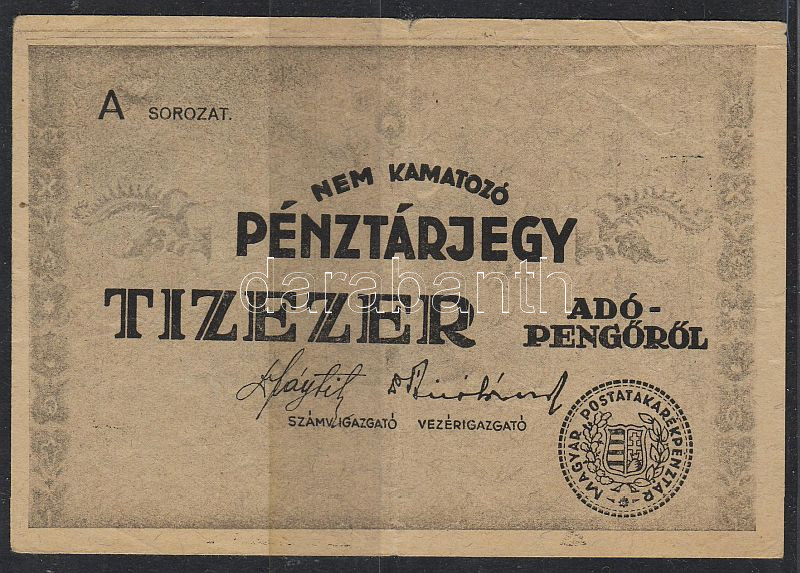 A SOROZAT.
NEM KAMATOZÓ
PÉNZTÁRJEGY
TIZEZER ADÓ-
PENGŐRŐL
darabanth
SZÁMV.IGAZGATÓ VEZÉRIGAZGATÓ
MAGYAR POSTATAKARÉKPÉNZTÁR